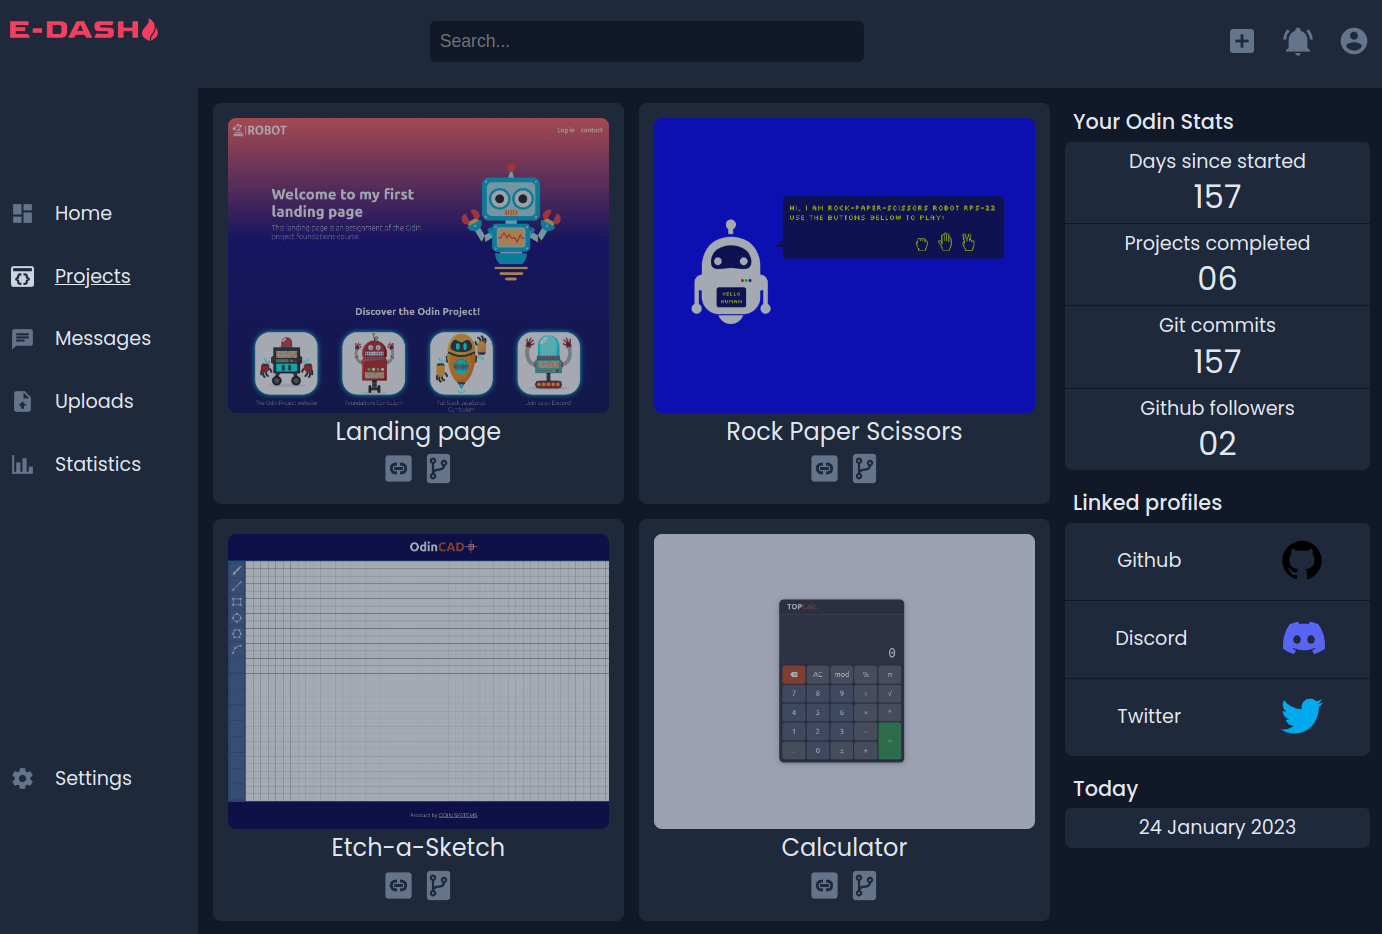 E-DASH
Search...
Home
Projects
Messages
Uploads
Statistics
Settings
ROBOT
Log in contact
Welcome to my first
landing page
This landing page is an assignment of the Odin
project foundations course.
Discover the Odin Project!
The Odin Project website
Foundations Curriculum
Full Stack JavaScript
Curriculum
Join us on Discord!
Landing page
HI, I AM ROCK-PAPER-SCISSORS ROBOT RPS-22
USE THE BUTTONS BELLOW TO PLAY:
HELLO
HUMAN
Rock Paper Scissors
OdinCAD
Product by ODIN SYSTEMS
Etch-a-Sketch
TOPCalc.
0
AC mod %
7 8 9 ÷ √
4 5 6
1 2 3 -
. 0 ± +
=
Calculator
Your Odin Stats
Days since started
157
Projects completed
06
Git commits
157
Github followers
02
Linked profiles
Github
Discord
Twitter
Today
24 January 2023